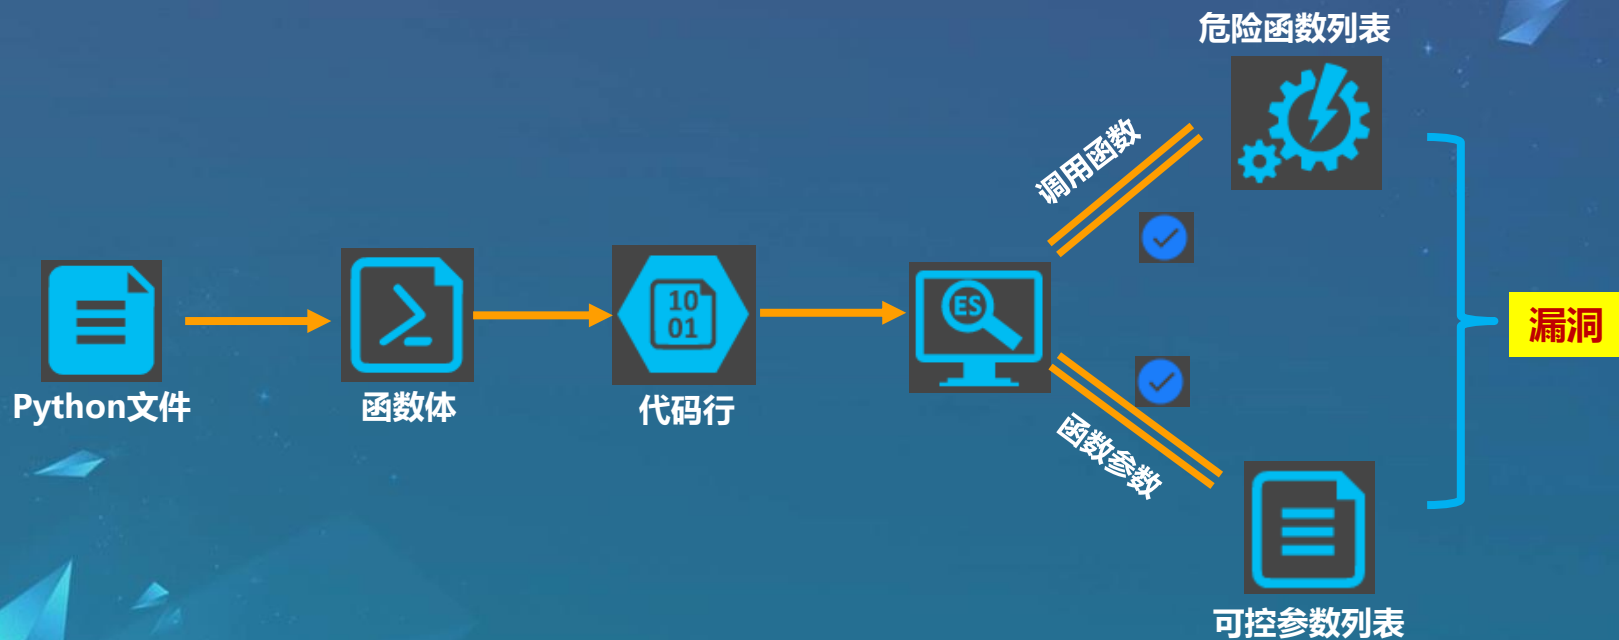 危险函数列表
调用函数
10
01
ES
漏洞
Python文件
函数体
代码行
函数参数
可控参数列表